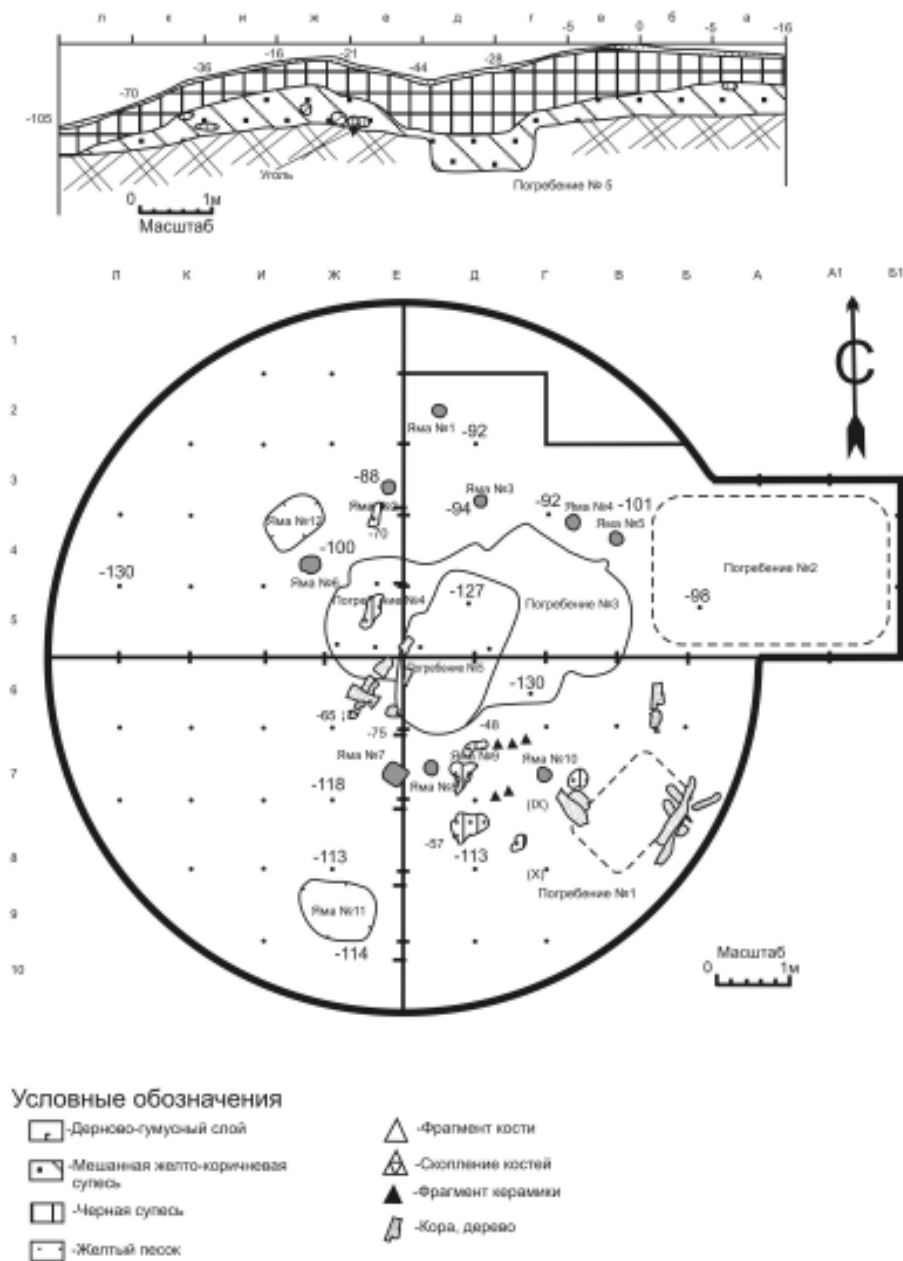 л к и ж е д г в б а
-105 -70 -36 -16 -21 -44 -28 -5 0 -5 -16
Уголь
Погребение № 5
0 1м
Масштаб
Л К И Ж Е Д Г В Б А А1 Б1
С
1
2
Яма №1
-92
3
-88
Яма №3
-94
-92
Яма №4
-101
Яма №5
Яма №12
-70
4
-100
Яма №6
-130
Погребение №2
Погребение №4
-127
Погребение №3
-98
5
Погребение №5
6
-130
-65
-75
-48
Яма №7
Яма №9
Яма №10
7
-118
(IX)
-57
-113
8
-113
(X)
Погребение №1
9
Яма №11
-114
10
Масштаб
0 1м
Условные обозначения
-Дерново-гумусный слой
-Мешанная желто-коричневая
супесь
-Черная супесь
-Желтый песок
-Фрагмент кости
-Скопление костей
-Фрагмент керамики
-Кора, дерево